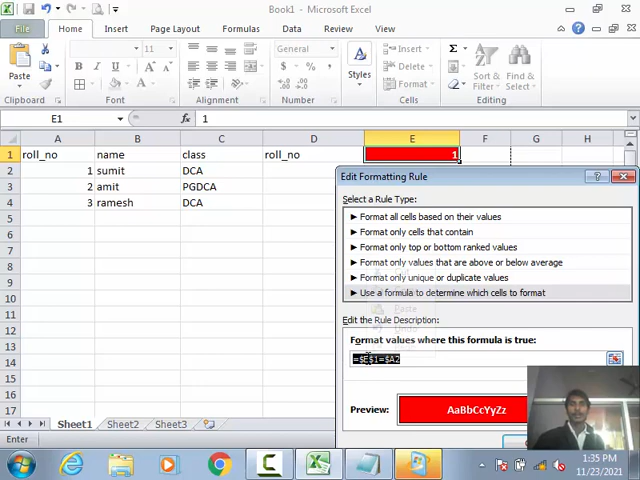 Book1 - Microsoft Excel
File Home Insert Page Layout Formulas Data Review View
Paste
Clipboard
11
B I U
Font
Alignment
General
$ % ,
Number
Styles
Insert
Delete
Format
Cells
Σ
Sort & Filter
Find & Select
Editing
E1 fx 1
A B C D E F G H
1 roll_no name class roll_no 1
2 1 sumit DCA
3 2 amit PGDCA
4 3 ramesh DCA
5
6
7
8
9
10
11
12
13
14
15
16
17
Edit Formatting Rule
Select a Rule Type:
► Format all cells based on their values
► Format only cells that contain
► Format only top or bottom ranked values
► Format only values that are above or below average
► Format only unique or duplicate values
► Use a formula to determine which cells to format
Paste
Undo
Edit the Rule Description:
Format values where this formula is true:
=$E$1=$A2
Preview: AaBbCcYyZz
Sheet1 Sheet2 Sheet3
Enter
1:35 PM
11/23/2021